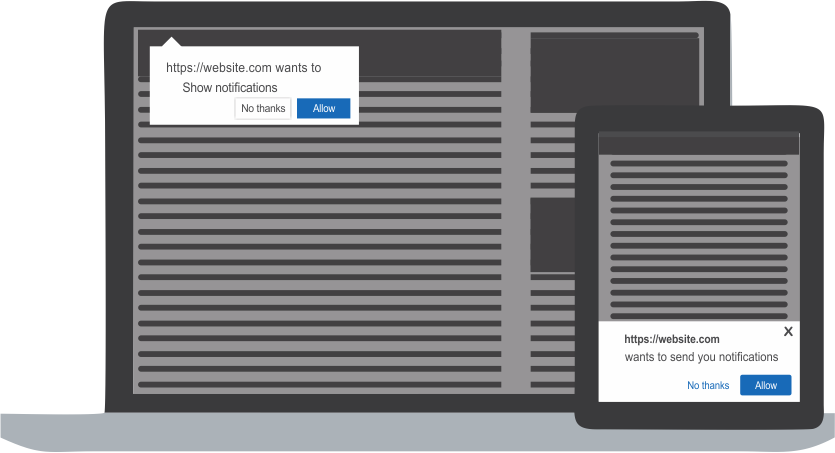 https://website.com wants to
Show notifications
No thanks Allow
X
https://website.com
wants to send you notifications
No thanks Allow